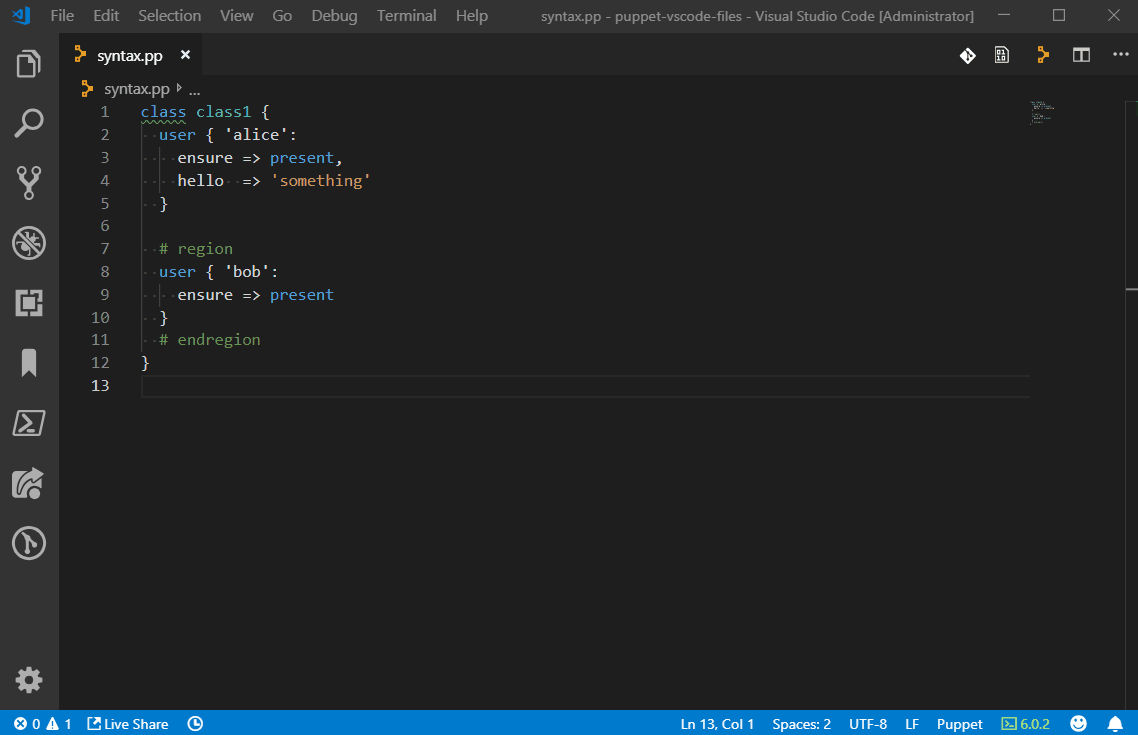 File Edit Selection View Go Debug Terminal Help syntax.pp - puppet-vscode-files - Visual Studio Code [Administrator]
syntax.pp
syntax.pp ...
1 class class1 {
2   user { 'alice':
3     ensure => present,
4     hello  => 'something'
5   }
6
7   # region
8   user { 'bob':
9     ensure => present
10   }
11   # endregion
12 }
13
0 1 Live Share Ln 13, Col 1 Spaces: 2 UTF-8 LF Puppet 6.0.2